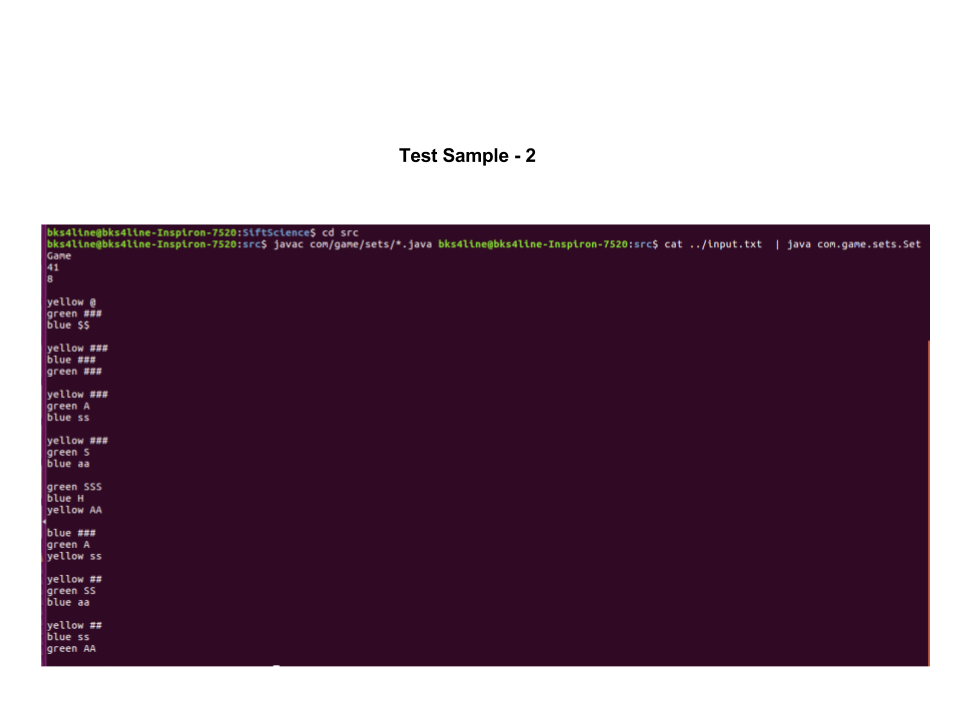 Test Sample - 2
bks4line@bks4line-Inspiron-7520:SiftScience$ cd src
bks4line@bks4line-Inspiron-7520:src$ javac com/game/sets/*.java bks4line@bks4line-Inspiron-7520:src$ cat ../input.txt | java com.game.sets.Set
Game
41
8
yellow @
green ###
blue $$
yellow ###
blue ###
green ###
yellow ###
green A
blue ss
yellow ###
green S
blue aa
green SSS
blue H
yellow AA
blue ###
green A
yellow ss
yellow ##
green SS
blue aa
yellow ##
blue ss
green AA